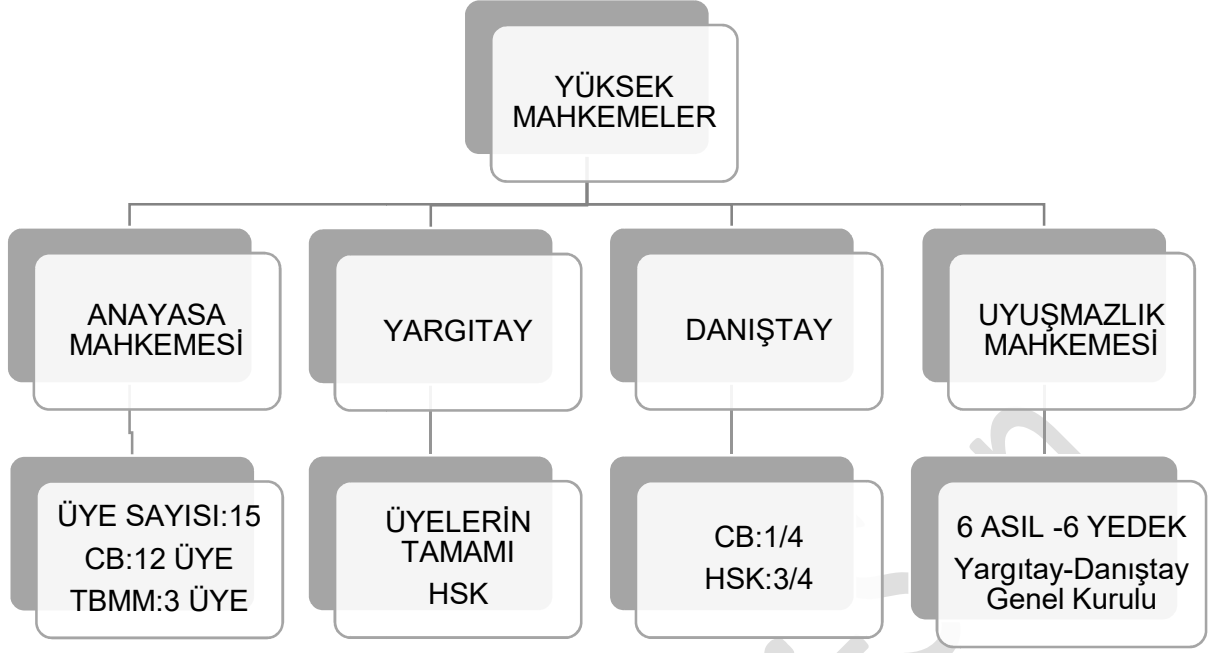 YÜKSEK
MAHKEMELER
ANAYASA
MAHKEMESİ
YARGITAY
DANIŞTAY
UYUŞMAZLIK
MAHKEMESİ
ÜYE SAYISI:15
CB:12 ÜYE
TBMM:3 ÜYE
ÜYELERİN
TAMAMI
HSK
CB:1/4
HSK:3/4
6 ASIL -6 YEDEK
Yargıtay-Danıştay
Genel Kurulu